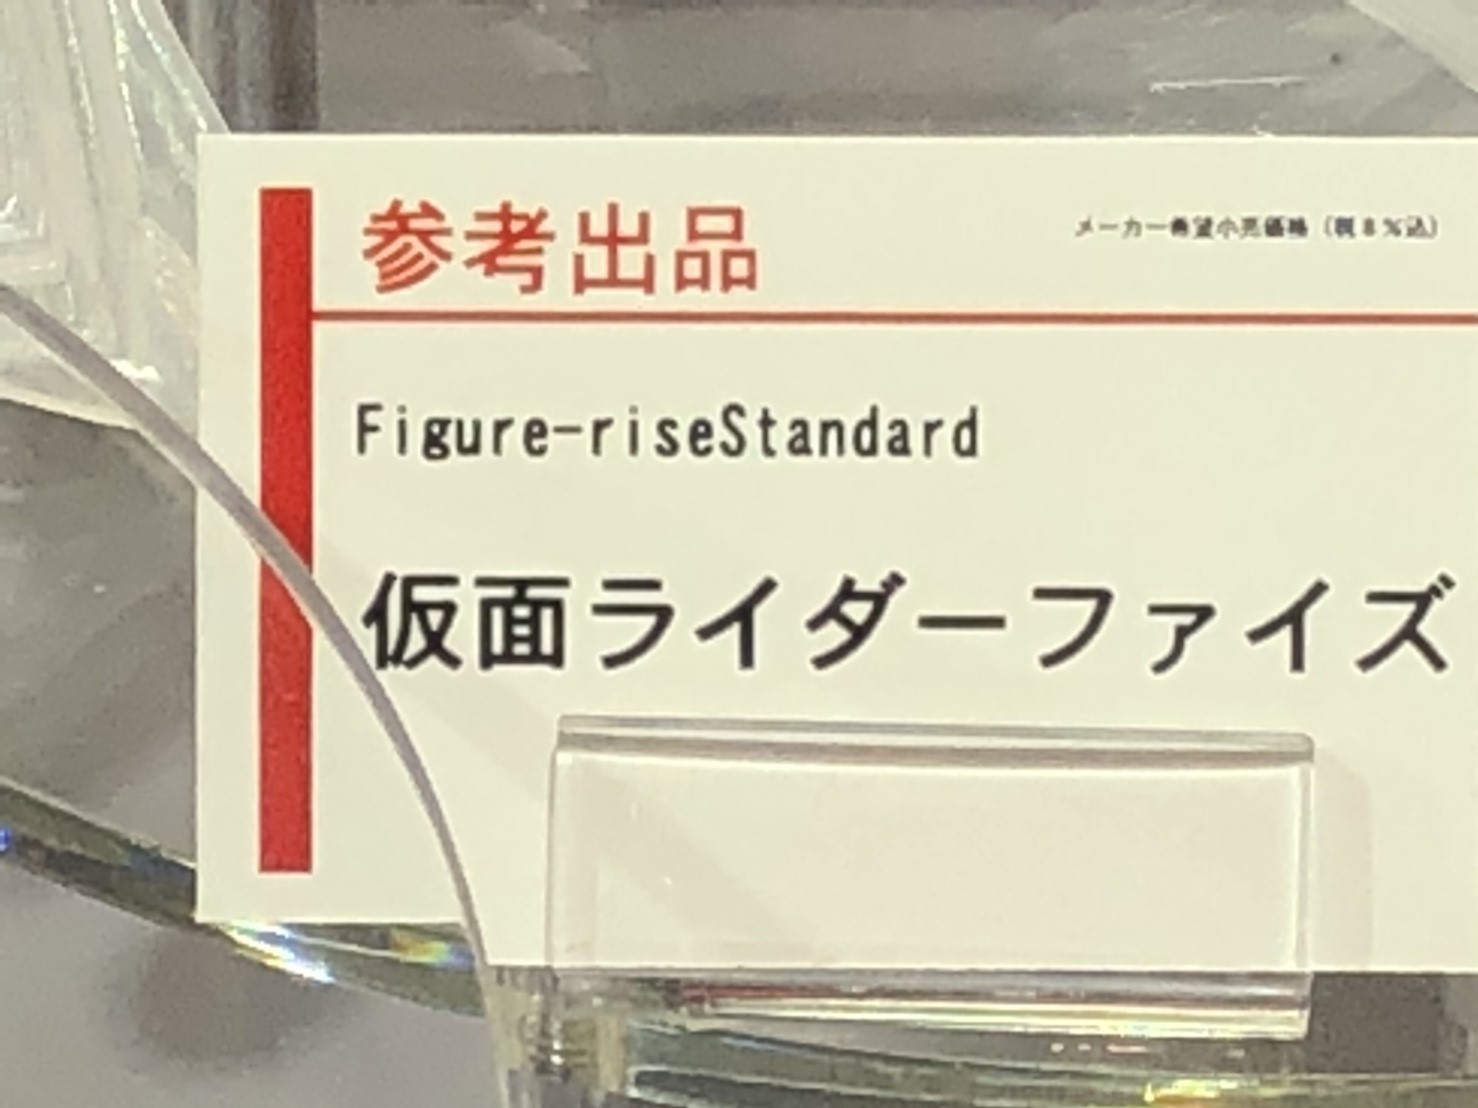 参考出品
メーカー希望小売価格（税８％込）
Figure-riseStandard
仮面ライダーファイズ